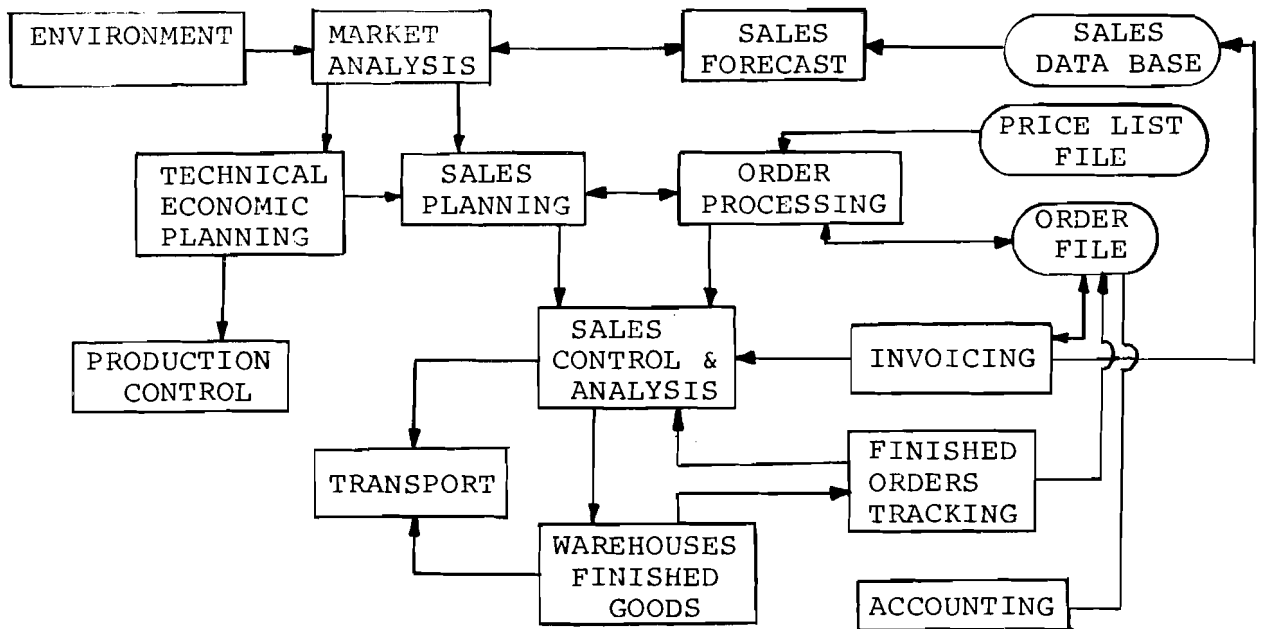 ENVIRONMENT
MARKET
ANALYSIS
SALES
FORECAST
SALES
DATA BASE
PRICE LIST
FILE
TECHNICAL
ECONOMIC
PLANNING
SALES
PLANNING
ORDER
PROCESSING
ORDER
FILE
PRODUCTION
CONTROL
SALES
CONTROL &
ANALYSIS
INVOICING
TRANSPORT
FINISHED
ORDERS
TRACKING
WAREHOUSES
FINISHED
GOODS
ACCOUNTING